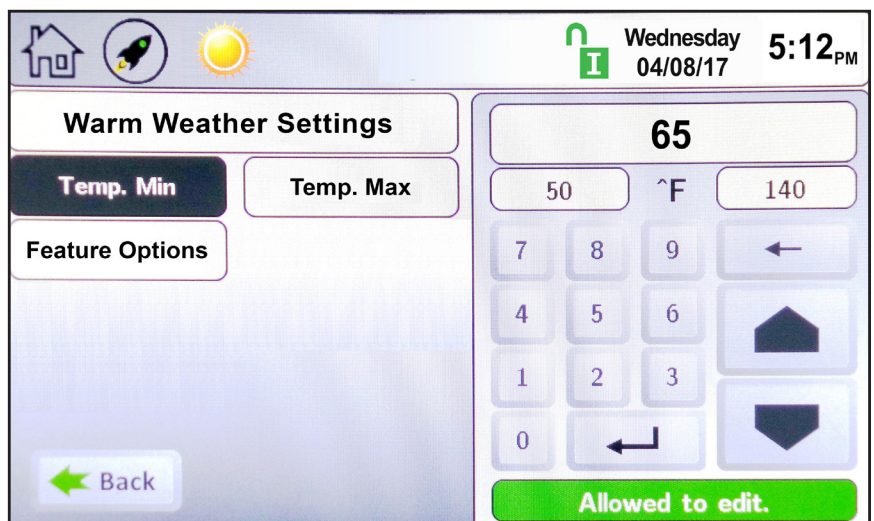 Wednesday
04/08/17
5:12PM
Warm Weather Settings
Temp. Min
Temp. Max
Feature Options
Back
65
50
^F
140
7 8 9
4 5 6
1 2 3
0
Allowed to edit.